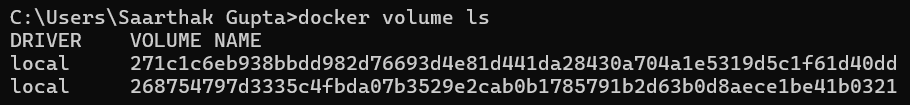 C:\Users\Saarthak Gupta>docker volume ls
DRIVER    VOLUME NAME
local     271c1c6eb938bbdd982d76693d4e81d441da28430a704a1e5319d5c1f61d40dd
local     268754797d3335c4fbda07b3529e2cab0b1785791b2d63b0d8aece1be41b0321